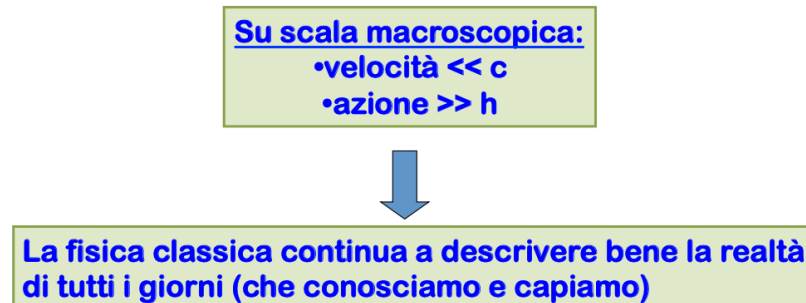 Su scala macroscopica:
•velocità << c
•azione >> h
La fisica classica continua a descrivere bene la realtà
di tutti i giorni (che conosciamo e capiamo)